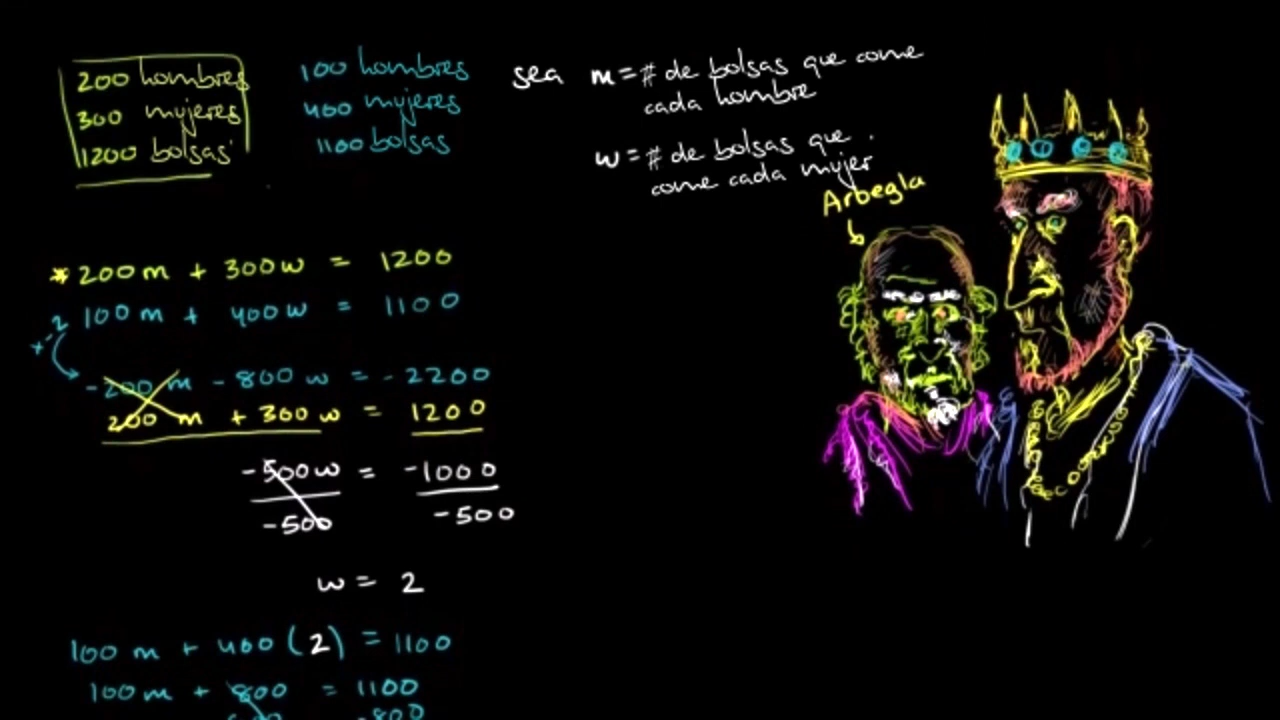 200 hombres
300 mujeres
1200 bolsas
100 hombres
400 mujeres
1100 bolsas
sea m = # de bolsas que come
cada hombre
w = # de bolsas que
come cada mujer
Arbegla
* 200m + 300w = 1200
100m + 400w = 1100
x-2
-200m - 800w = -2200
200m + 300w = 1200
-500w = -1000
-500 -500
w = 2
100m + 400(2) = 1100
100m + 800 = 1100
-800